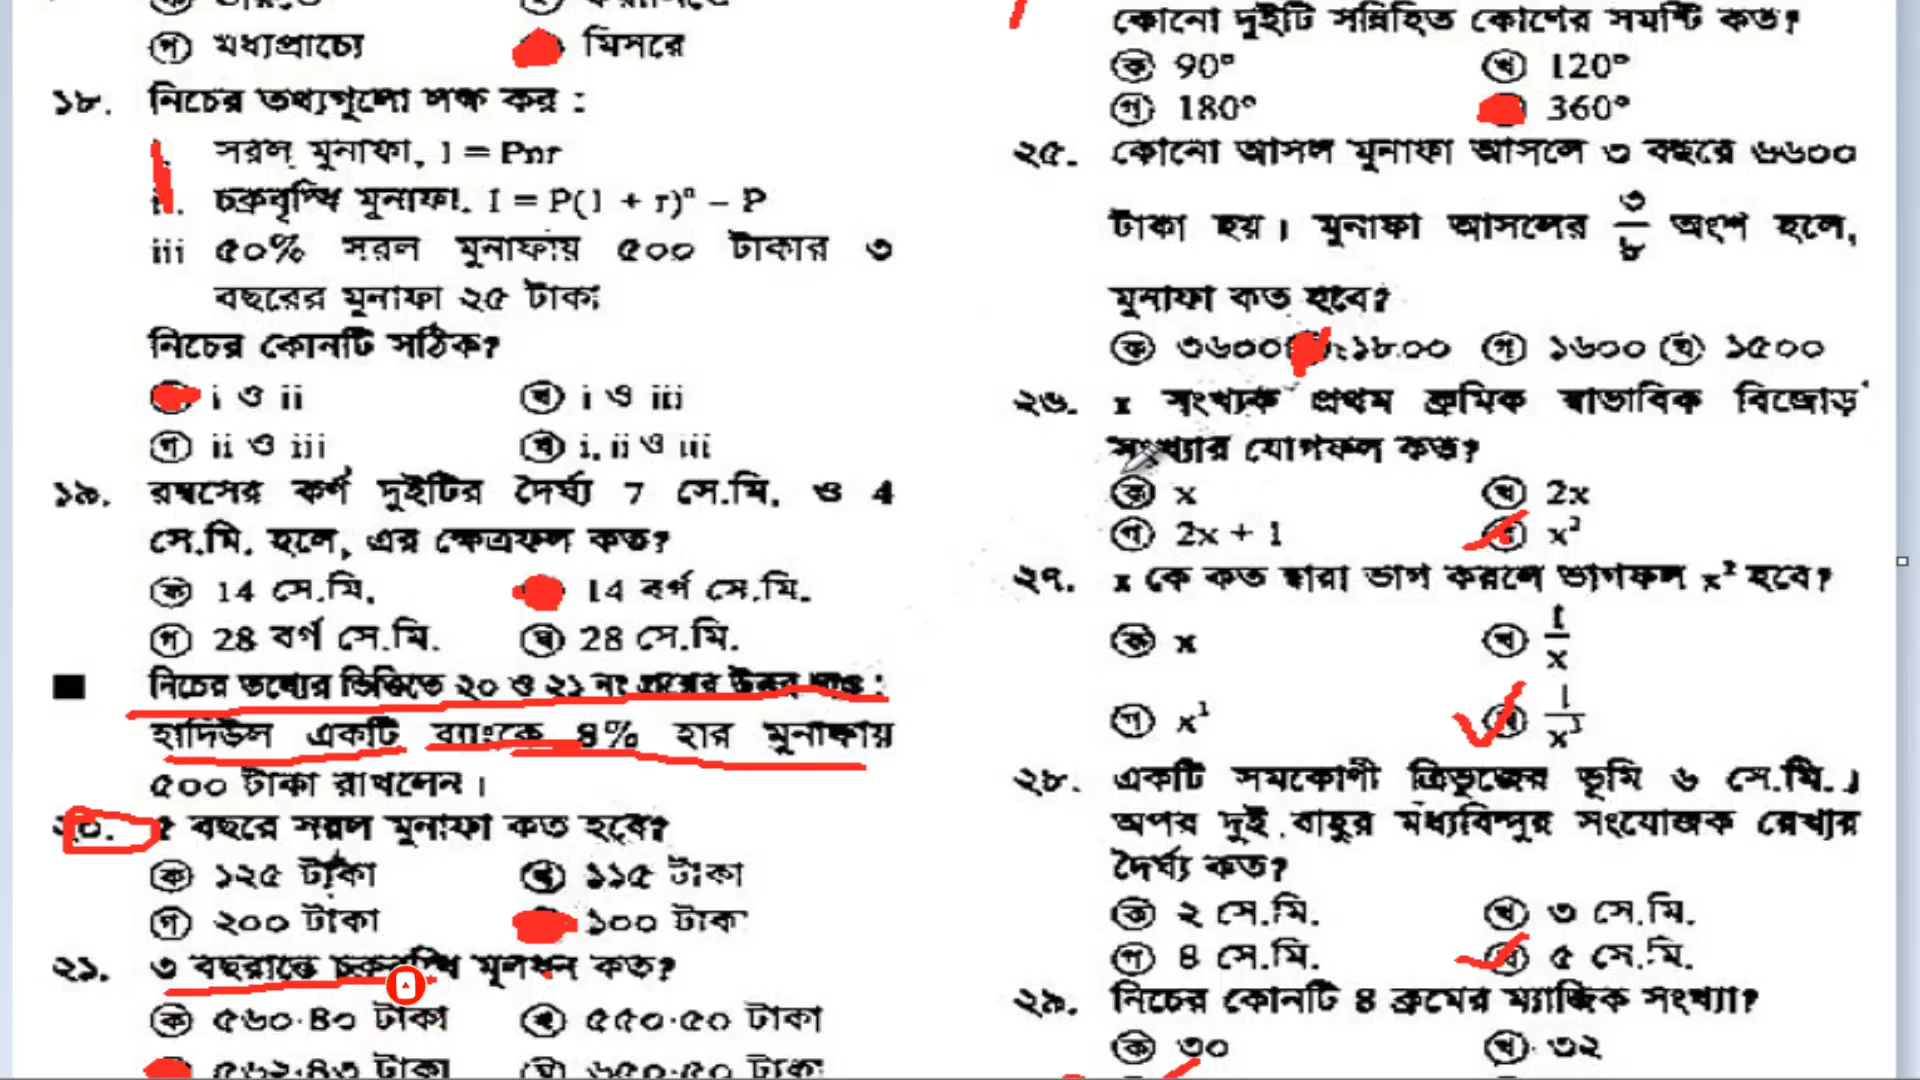 গ মধ্যপ্রাচ্যে মিসরে
১৮. নিচের তথ্যগুলো লক্ষ কর :
সরল মুনাফা, I = Pnr
চক্রবৃদ্ধি মুনাফা. I = P(1 + r)ⁿ – P
iii ৫০% সরল মুনাফায় ৫০০ টাকার ৩
বছরের মুনাফা ২৫ টাকা
নিচের কোনটি সঠিক?
i ও ii খ i ও iii
গ ii ও iii ঘ i, ii ও iii
১৯. রম্বসের কর্ণ দুইটির দৈর্ঘ্য 7 সে.মি. ও 4
সে.মি. হলে, এর ক্ষেত্রফল কত?
ক 14 সে.মি. 14 বর্গ সে.মি.
গ 28 বর্গ সে.মি. ঘ 28 সে.মি.
■ নিচের তথ্যের ভিত্তিতে ২০ ও ২১ নং প্রশ্নের উত্তর দাও :
হাদিউল একটি ব্যাংকে ৪% হার মুনাফায়
৫০০ টাকা রাখলেন।
২০. ৫ বছরে সরল মুনাফা কত হবে?
ক ১২৫ টাকা খ ১১৫ টাকা
গ ২০০ টাকা ১০০ টাকা
২১. ৩ বছরান্তে চক্রবৃদ্ধি মূলধন কত?
ক ৫৬০.৪০ টাকা খ ৫৫০.৫০ টাকা
৫৬২.৪৩ টাকা ঘ ৬৫০.৫০ টাকা
কোনো দুইটি সন্নিহিত কোণের সমষ্টি কত?
ক 90° খ 120°
গ 180° 360°
২৫. কোনো আসল মুনাফা আসলে ৩ বছরে ৬৬০০
টাকা হয়। মুনাফা আসলের ৩/৮ অংশ হলে,
মুনাফা কত হবে?
ক ৩৬০০ ১৮০০ গ ১৬০০ ঘ ১৫০০
২৬. x সংখ্যক প্রথম ক্রমিক স্বাভাবিক বিজোড়
সংখ্যার যোগফল কত?
ক x খ 2x
গ 2x + 1 x²
২৭. x কে কত দ্বারা ভাগ করলে ভাগফল x² হবে?
ক x খ 1/x
গ ঘ
২৮. একটি সমকোণী ত্রিভুজের ভূমি ৬ সে.মি.।
অপর দুই বাহুর মধ্যবিন্দুর সংযোজক রেখার
দৈর্ঘ্য কত?
ক ২ সে.মি. খ ৩ সে.মি.
গ ৪ সে.মি. ঘ ৫ সে.মি.
২৯. নিচের কোনটি ৪ ক্রমের ম্যাজিক সংখ্যা?
ক ৩০ খ ৩২